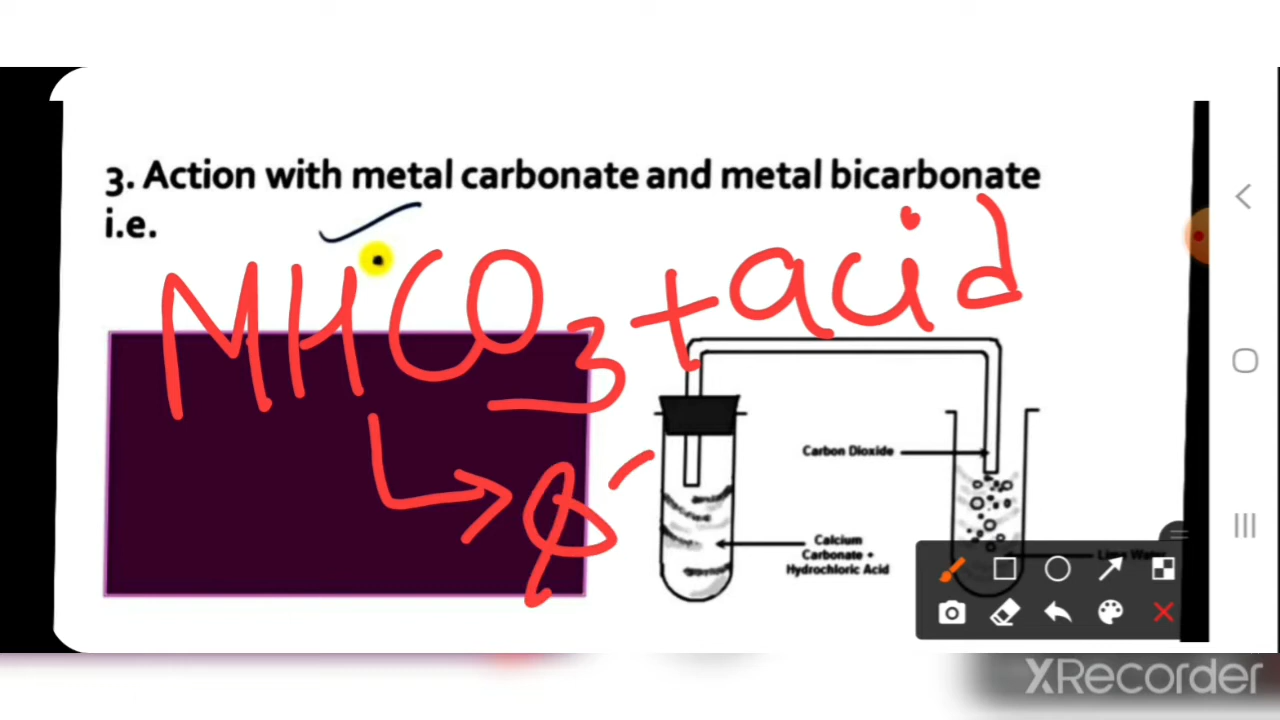 3. Action with metal carbonate and metal bicarbonate
i.e.
MHCO3 + acid
Carbon Dioxide
Calcium
Carbonate +
Hydrochloric Acid
XRecorder